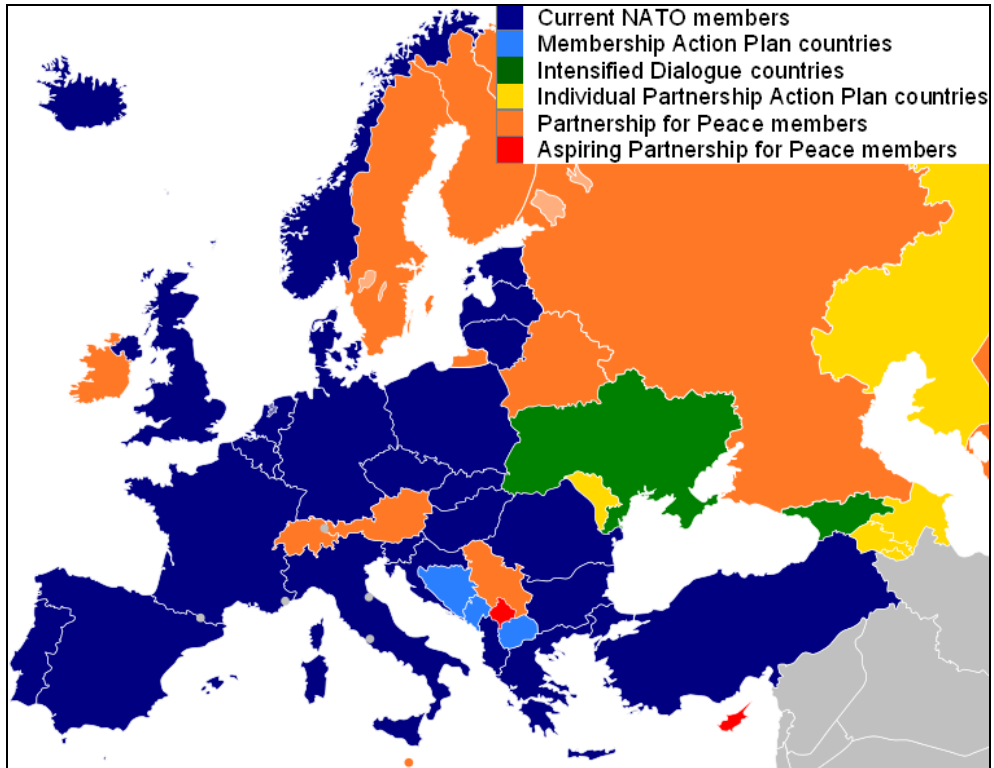 Current NATO members
Membership Action Plan countries
Intensified Dialogue countries
Individual Partnership Action Plan countries
Partnership for Peace members
Aspiring Partnership for Peace members